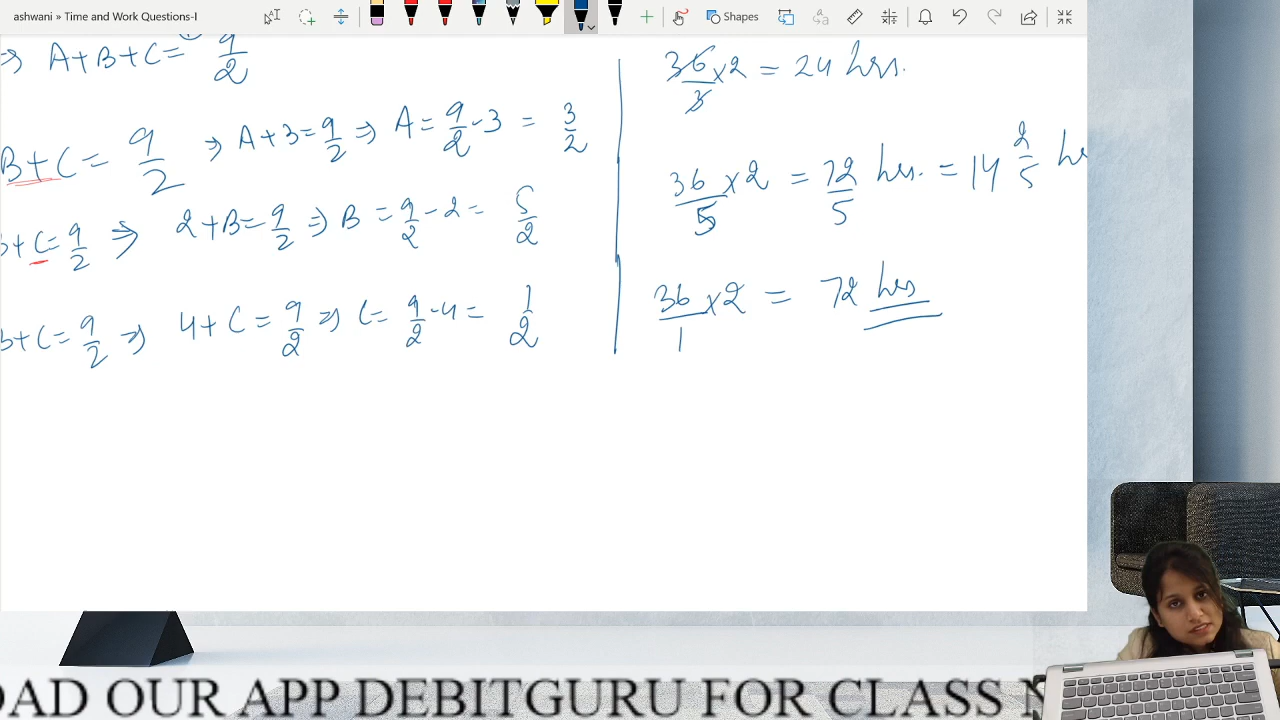 ashwani » Time and Work Questions-I
Shapes
⇒ A+B+C = 9/2
B+C = 9/2 ⇒ A+3 = 9/2 ⇒ A = 9/2 - 3 = 3/2
+C = 9/2 ⇒ 2+B = 9/2 ⇒ B = 9/2 - 2 = 5/2
+C = 9/2 ⇒ 4+C = 9/2 ⇒ C = 9/2 - 4 = 1/2
36/3 x2 = 24 hrs.
36/5 x2 = 72/5 hrs. = 14 2/5 h
36/1 x2 = 72 hrs
OAD OUR APP DEBITGURU FOR CLASS N